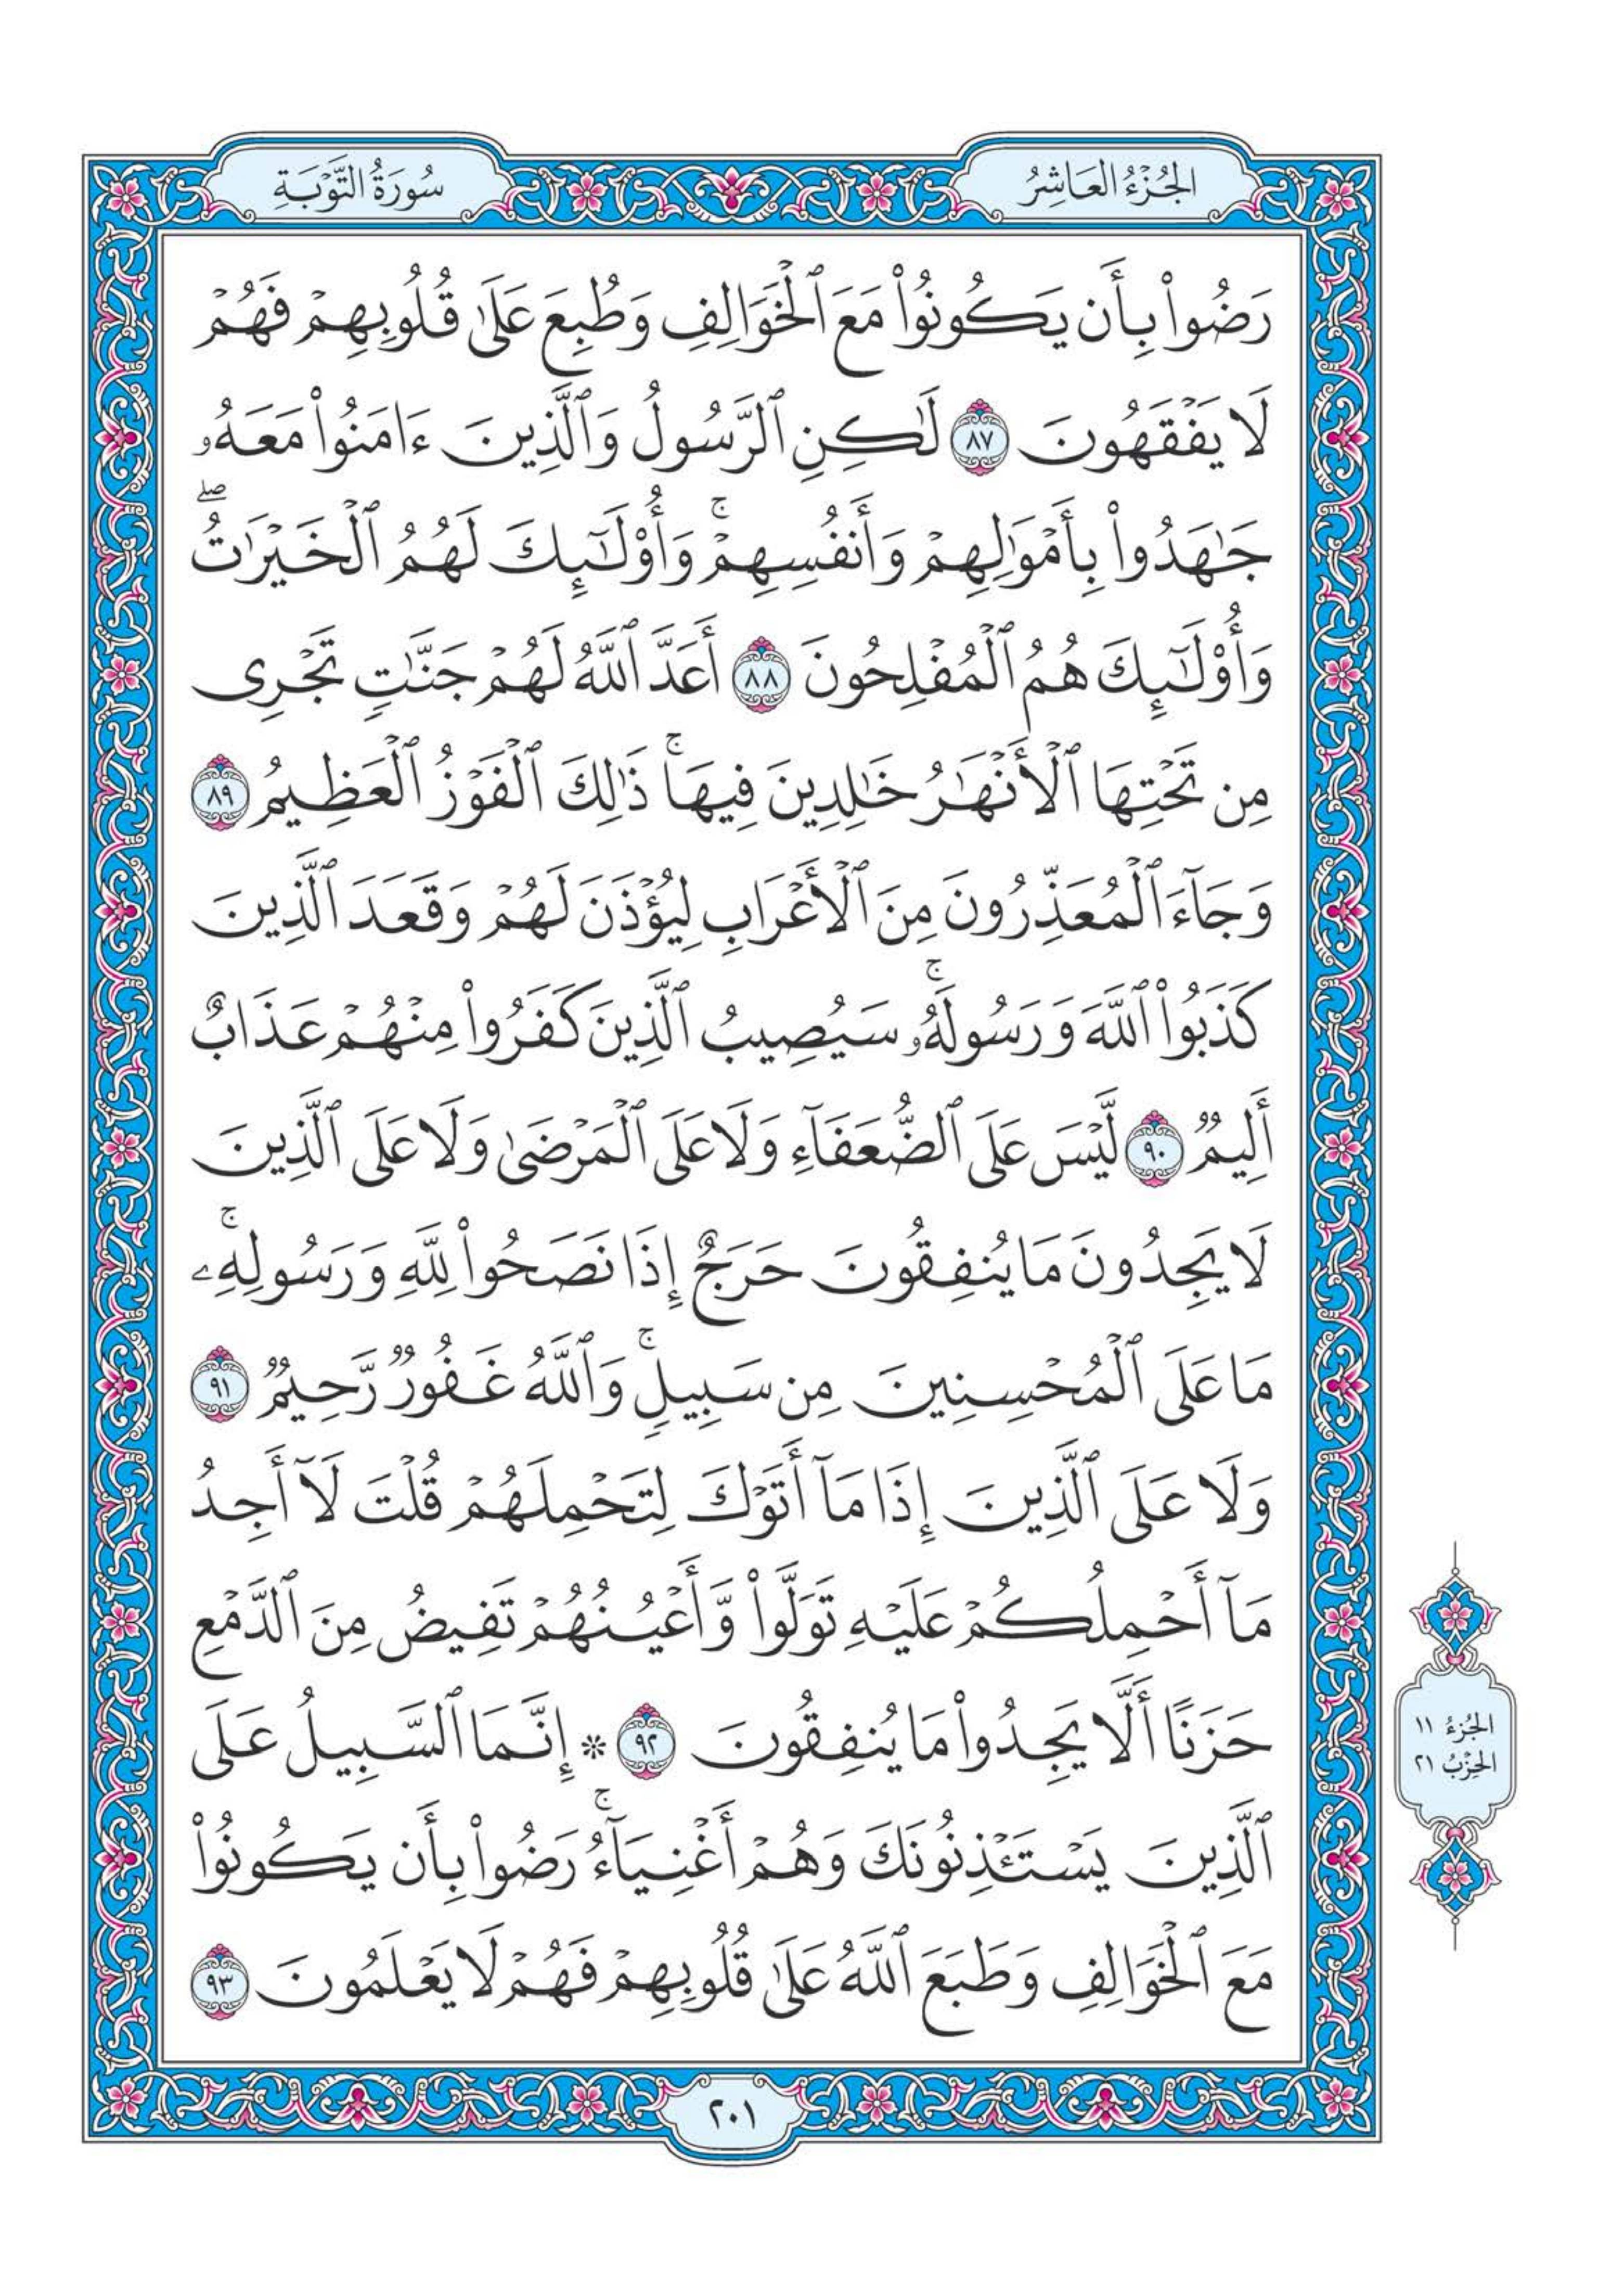 الجُزْءُ العَاشِرُ
سُورَةُ التَّوْبَةِ
رَضُواْ بِأَن يَكُونُواْ مَعَ ٱلْخَوَالِفِ وَطُبِعَ عَلَىٰ قُلُوبِهِمْ فَهُمْ
لَا يَفْقَهُونَ ٨٧ لَٰكِنِ ٱلرَّسُولُ وَٱلَّذِينَ ءَامَنُواْ مَعَهُۥ
جَٰهَدُواْ بِأَمْوَٰلِهِمْ وَأَنفُسِهِمْۚ وَأُوْلَٰٓئِكَ لَهُمُ ٱلْخَيْرَٰتُۖ
وَأُوْلَٰٓئِكَ هُمُ ٱلْمُفْلِحُونَ ٨٨ أَعَدَّ ٱللَّهُ لَهُمْ جَنَّٰتٍ تَجْرِى
مِن تَحْتِهَا ٱلْأَنْهَٰرُ خَٰلِدِينَ فِيهَاۚ ذَٰلِكَ ٱلْفَوْزُ ٱلْعَظِيمُ ٨٩
وَجَآءَ ٱلْمُعَذِّرُونَ مِنَ ٱلْأَعْرَابِ لِيُؤْذَنَ لَهُمْ وَقَعَدَ ٱلَّذِينَ
كَذَبُواْ ٱللَّهَ وَرَسُولَهُۥۚ سَيُصِيبُ ٱلَّذِينَ كَفَرُواْ مِنْهُمْ عَذَابٌ
أَلِيمٌ ٩٠ لَّيْسَ عَلَى ٱلضُّعَفَآءِ وَلَا عَلَى ٱلْمَرْضَىٰ وَلَا عَلَى ٱلَّذِينَ
لَا يَجِدُونَ مَا يُنفِقُونَ حَرَجٌ إِذَا نَصَحُواْ لِلَّهِ وَرَسُولِهِۦۚ
مَا عَلَى ٱلْمُحْسِنِينَ مِن سَبِيلٍۚ وَٱللَّهُ غَفُورٌ رَّحِيمٌ ٩١
وَلَا عَلَى ٱلَّذِينَ إِذَا مَآ أَتَوْكَ لِتَحْمِلَهُمْ قُلْتَ لَآ أَجِدُ
مَآ أَحْمِلُكُمْ عَلَيْهِ تَوَلَّواْ وَّأَعْيُنُهُمْ تَفِيضُ مِنَ ٱلدَّمْعِ
حَزَنًا أَلَّا يَجِدُواْ مَا يُنفِقُونَ ٩٢ * إِنَّمَا ٱلسَّبِيلُ عَلَى
ٱلَّذِينَ يَسْتَـْٔذِنُونَكَ وَهُمْ أَغْنِيَآءُۚ رَضُواْ بِأَن يَكُونُواْ
مَعَ ٱلْخَوَالِفِ وَطَبَعَ ٱللَّهُ عَلَىٰ قُلُوبِهِمْ فَهُمْ لَا يَعْلَمُونَ ٩٣
الجُزْءُ ١١
الحِزْبُ ٢١
٢٠١